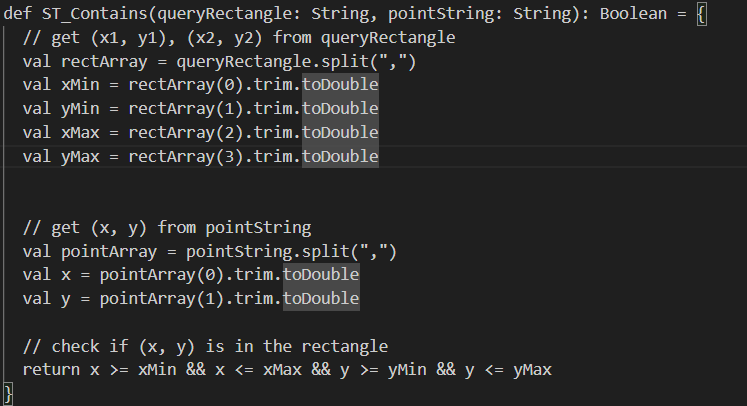 def ST_Contains(queryRectangle: String, pointString: String): Boolean = {
// get (x1, y1), (x2, y2) from queryRectangle
val rectArray = queryRectangle.split(",")
val xMin = rectArray(0).trim.toDouble
val yMin = rectArray(1).trim.toDouble
val xMax = rectArray(2).trim.toDouble
val yMax = rectArray(3).trim.toDouble
// get (x, y) from pointString
val pointArray = pointString.split(",")
val x = pointArray(0).trim.toDouble
val y = pointArray(1).trim.toDouble
// check if (x, y) is in the rectangle
return x >= xMin && x <= xMax && y >= yMin && y <= yMax
}